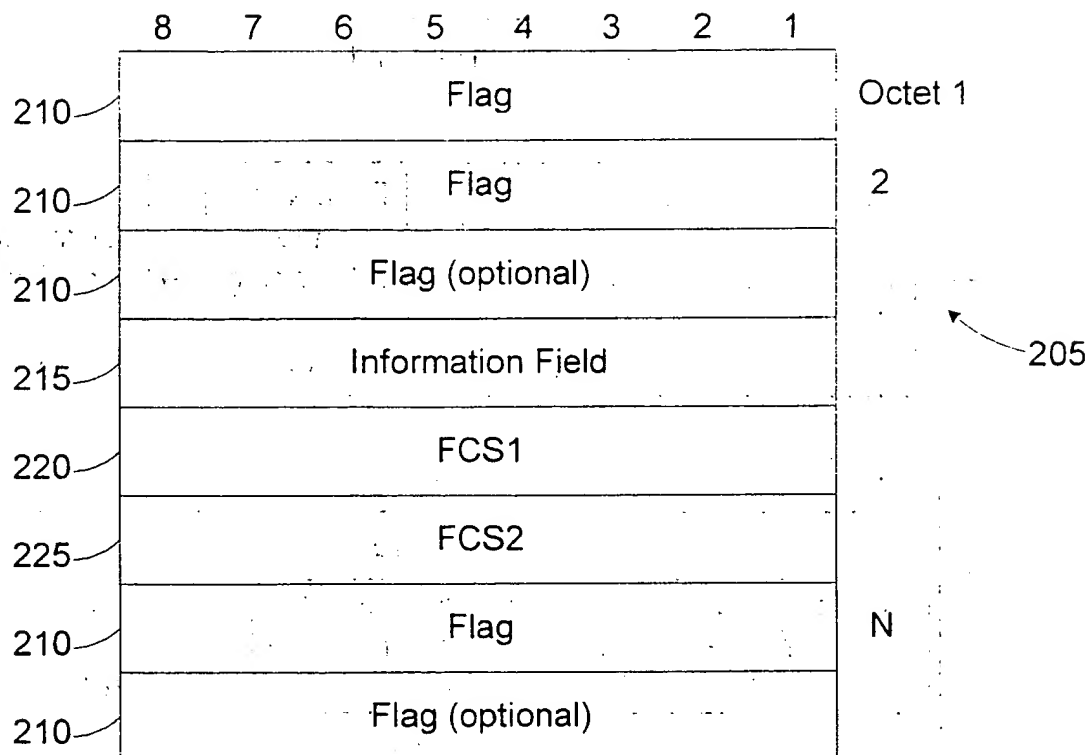 8 7 6 5 4 3 2 1
210 Flag Octet 1
210 Flag 2
210 Flag (optional)
205
215 Information Field
220 FCS1
225 FCS2
210 Flag N
210 Flag (optional)